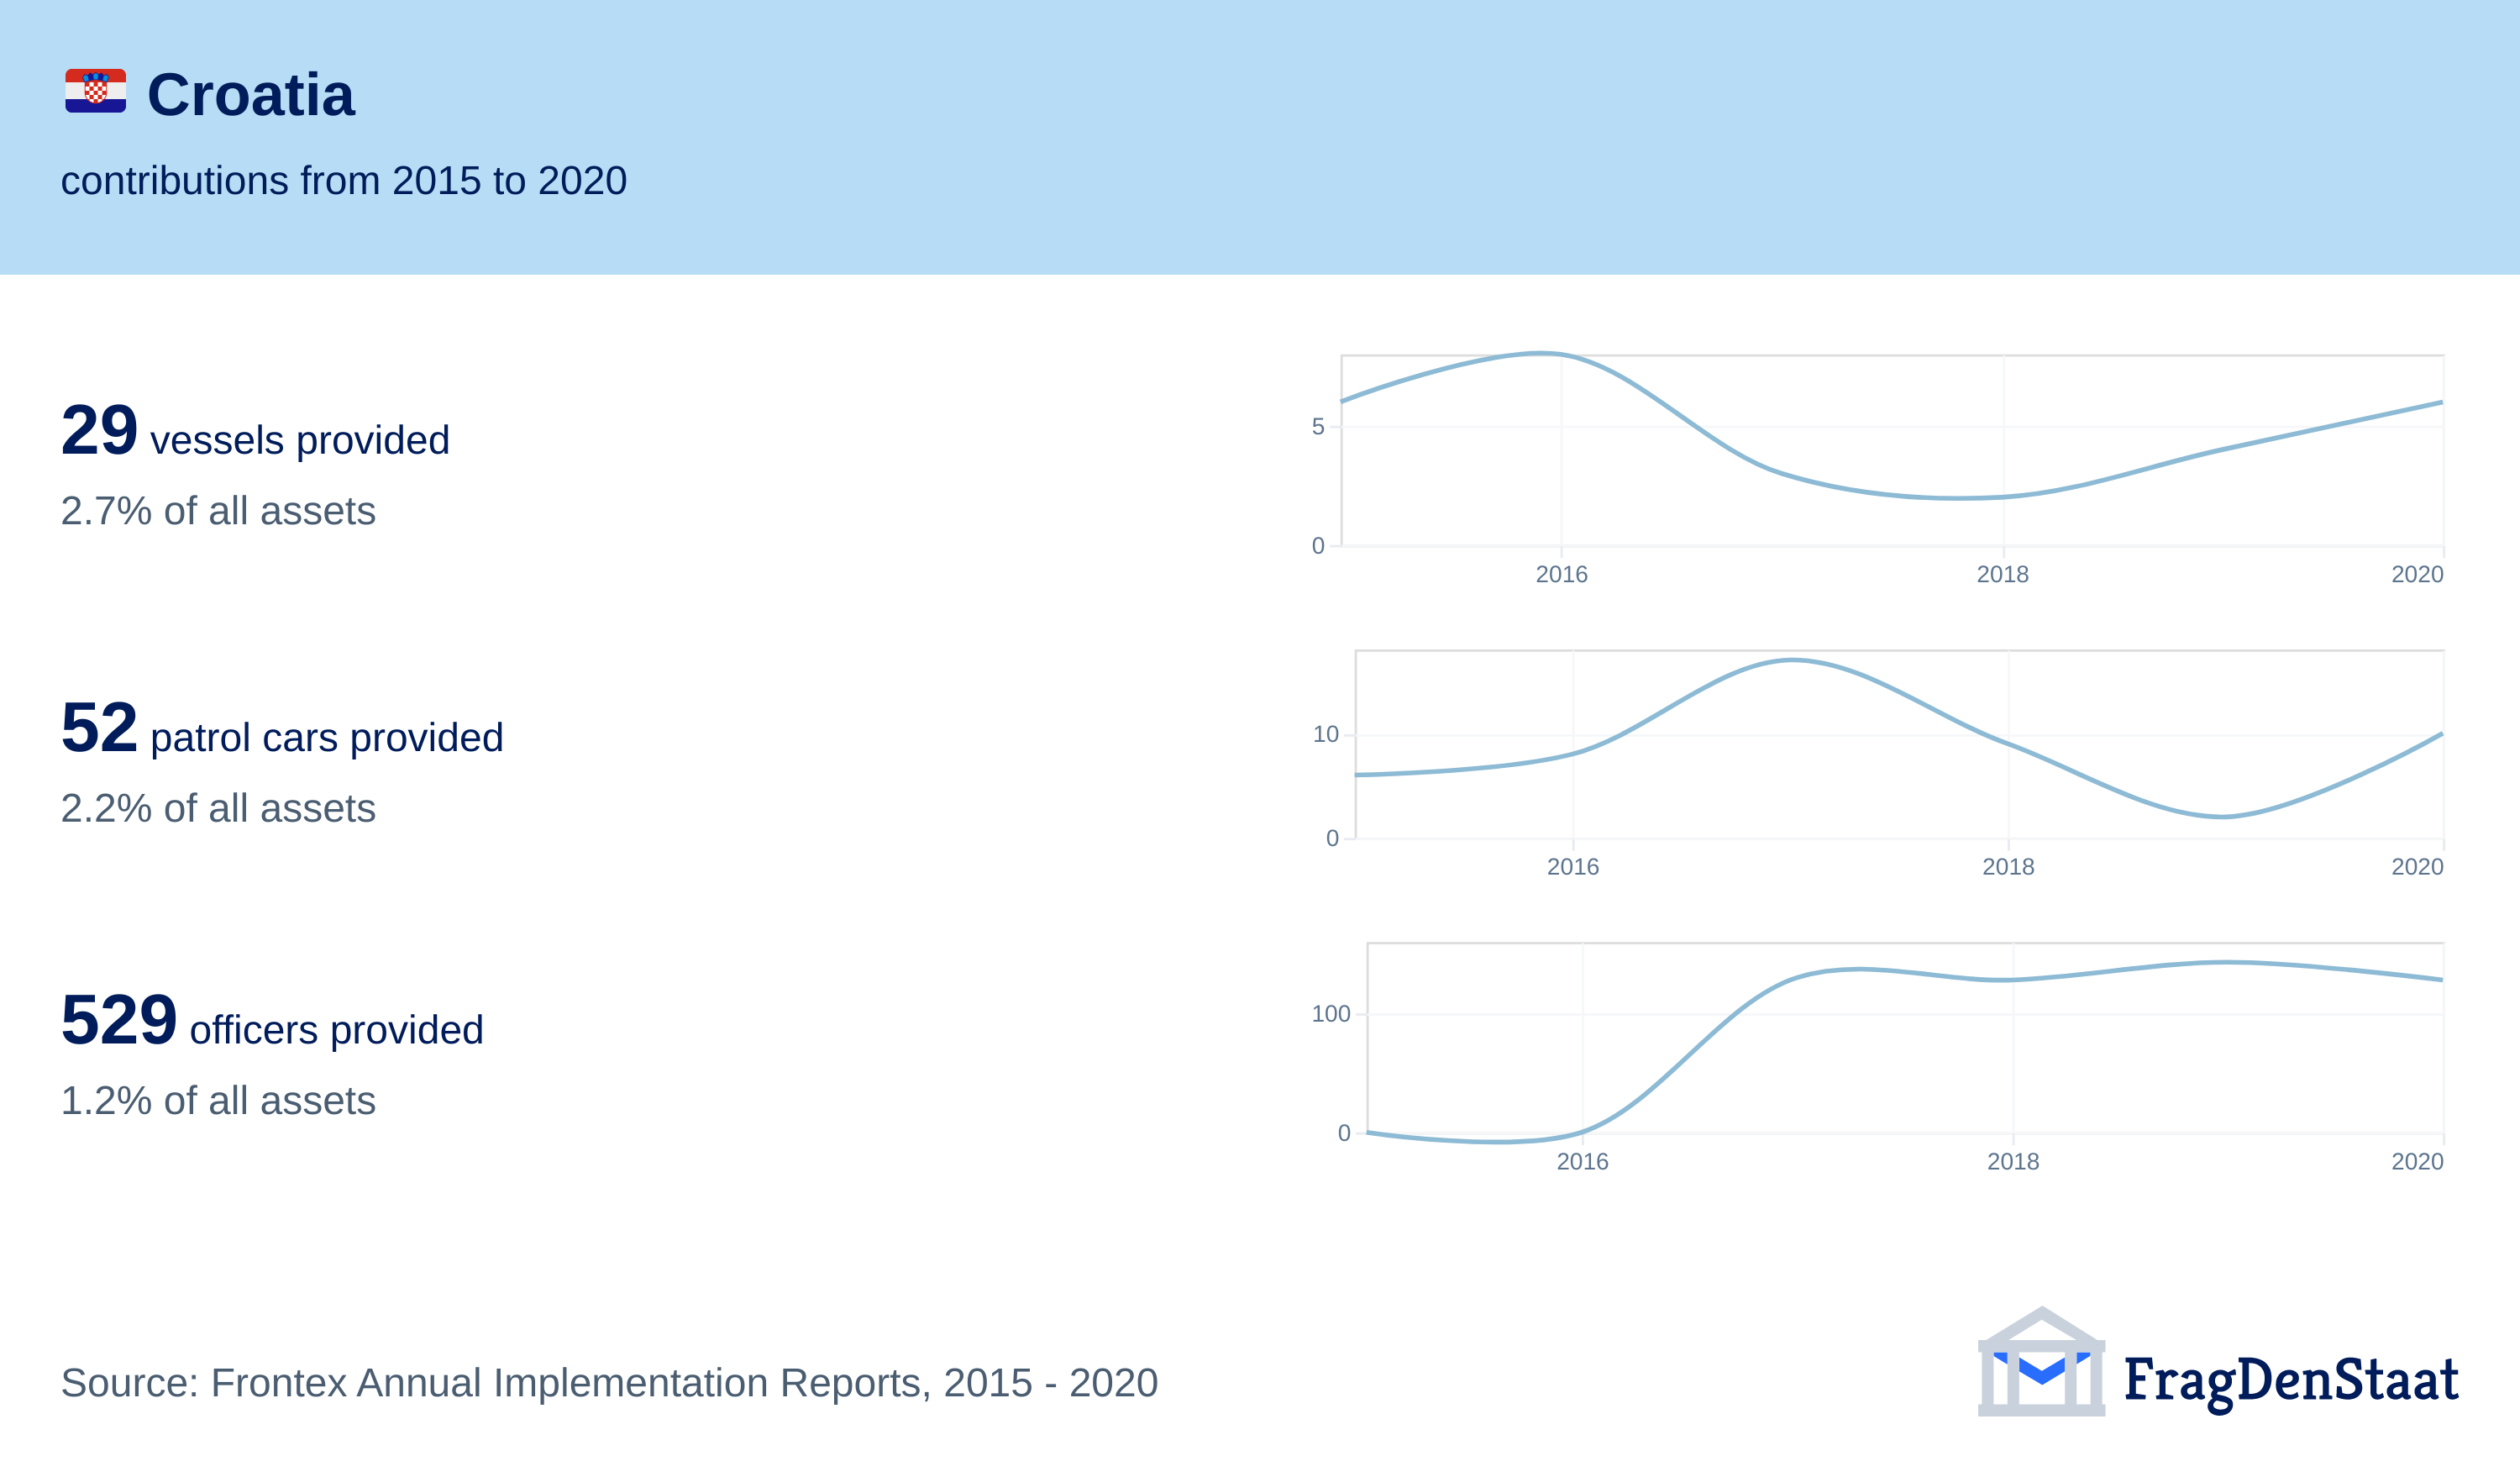 Croatia
contributions from 2015 to 2020
29 vessels provided
2.7% of all assets
5
0
2016 2018 2020
52 patrol cars provided
2.2% of all assets
10
0
2016 2018 2020
529 officers provided
1.2% of all assets
100
0
2016 2018 2020
Source: Frontex Annual Implementation Reports, 2015 - 2020
FragDenStaat